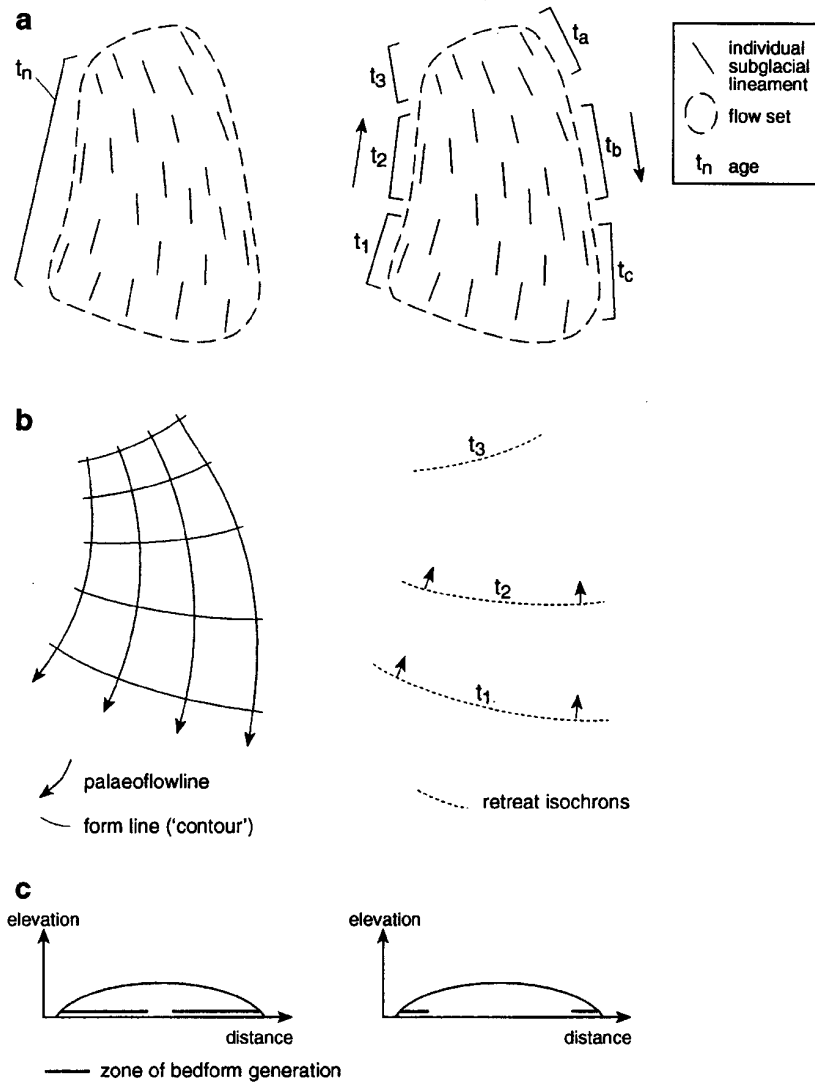 a
tn
t3
t2
t1
ta
tb
tc
individual
subglacial
lineament
flow set
tn age
b
palaeoflowline
form line ('contour')
t3
t2
t1
retreat isochrons
c
elevation
distance
elevation
distance
zone of bedform generation